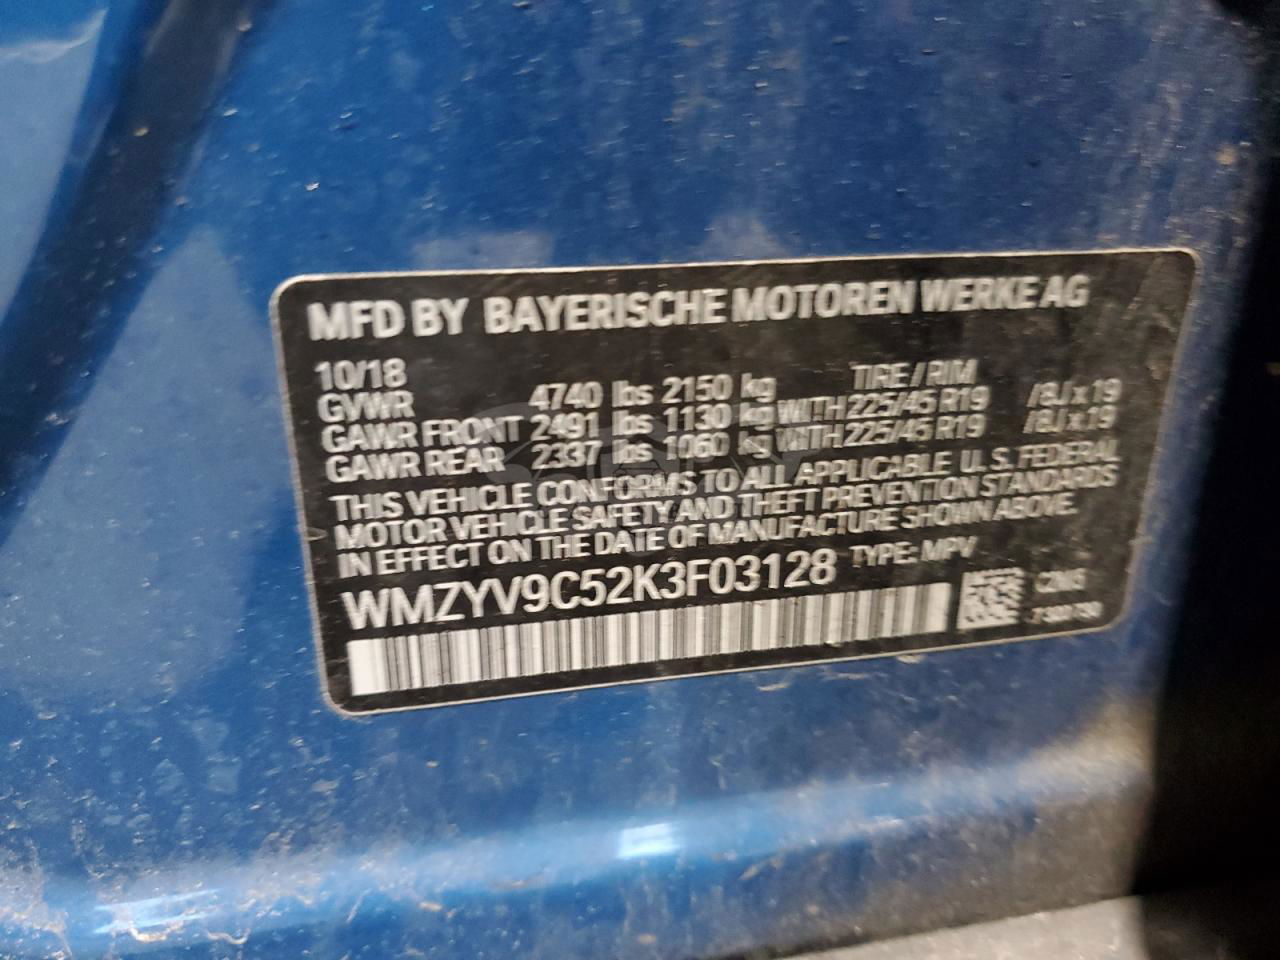 MFD BY BAYERISCHE MOTOREN WERKE AG
10/18 TIRE / RIM
GVWR 4740 lbs 2150 kg
GAWR FRONT 2491 lbs 1130 kg WITH 225/45 R19 /8J x 19
GAWR REAR 2337 lbs 1060 kg WITH 225/45 R19 /8J x 19
THIS VEHICLE CONFORMS TO ALL APPLICABLE U. S. FEDERAL
MOTOR VEHICLE SAFETY AND THEFT PREVENTION STANDARDS
IN EFFECT ON THE DATE OF MANUFACTURE SHOWN ABOVE.
WMZYV9C52K3F03128 TYPE: MPV